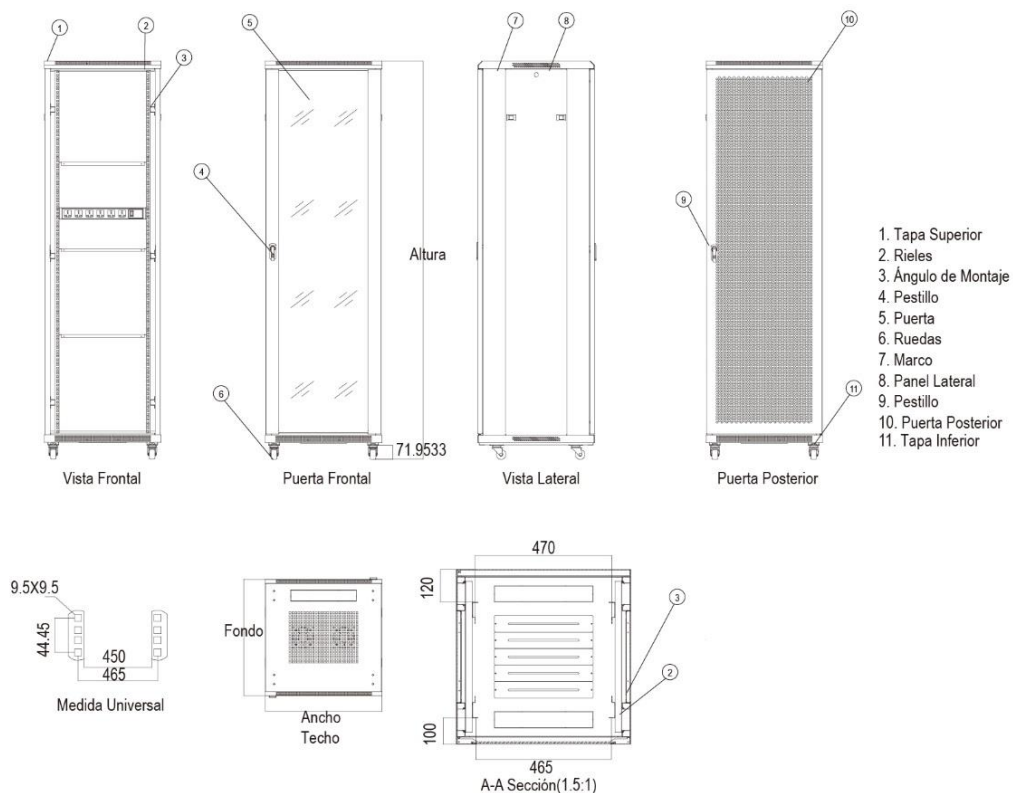 1
2
3
5
4
6
71.9533
Altura
7
8
10
9
11
Vista Frontal
Puerta Frontal
Vista Lateral
Puerta Posterior
1. Tapa Superior
2. Rieles
3. Ángulo de Montaje
4. Pestillo
5. Puerta
6. Ruedas
7. Marco
8. Panel Lateral
9. Pestillo
10. Puerta Posterior
11. Tapa Inferior
9.5X9.5
44.45
450
465
Medida Universal
Fondo
Ancho
Techo
470
120
100
3
2
465
A-A Sección(1.5:1)